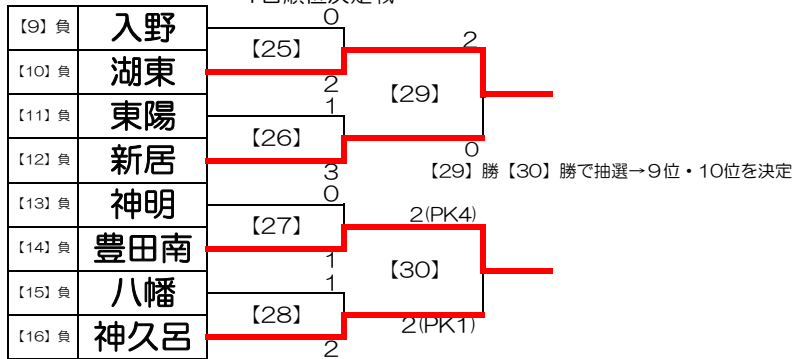 【9】負 入野
【10】負 湖東
【11】負 東陽
【12】負 新居
【13】負 神明
【14】負 豊田南
【15】負 八幡
【16】負 神久呂
0
【25】
2
1
【26】
3
0
【27】
1
1
【28】
2
2
【29】
0
【29】勝【30】勝で抽選→9位・10位を決定
2(PK4)
【30】
2(PK1)